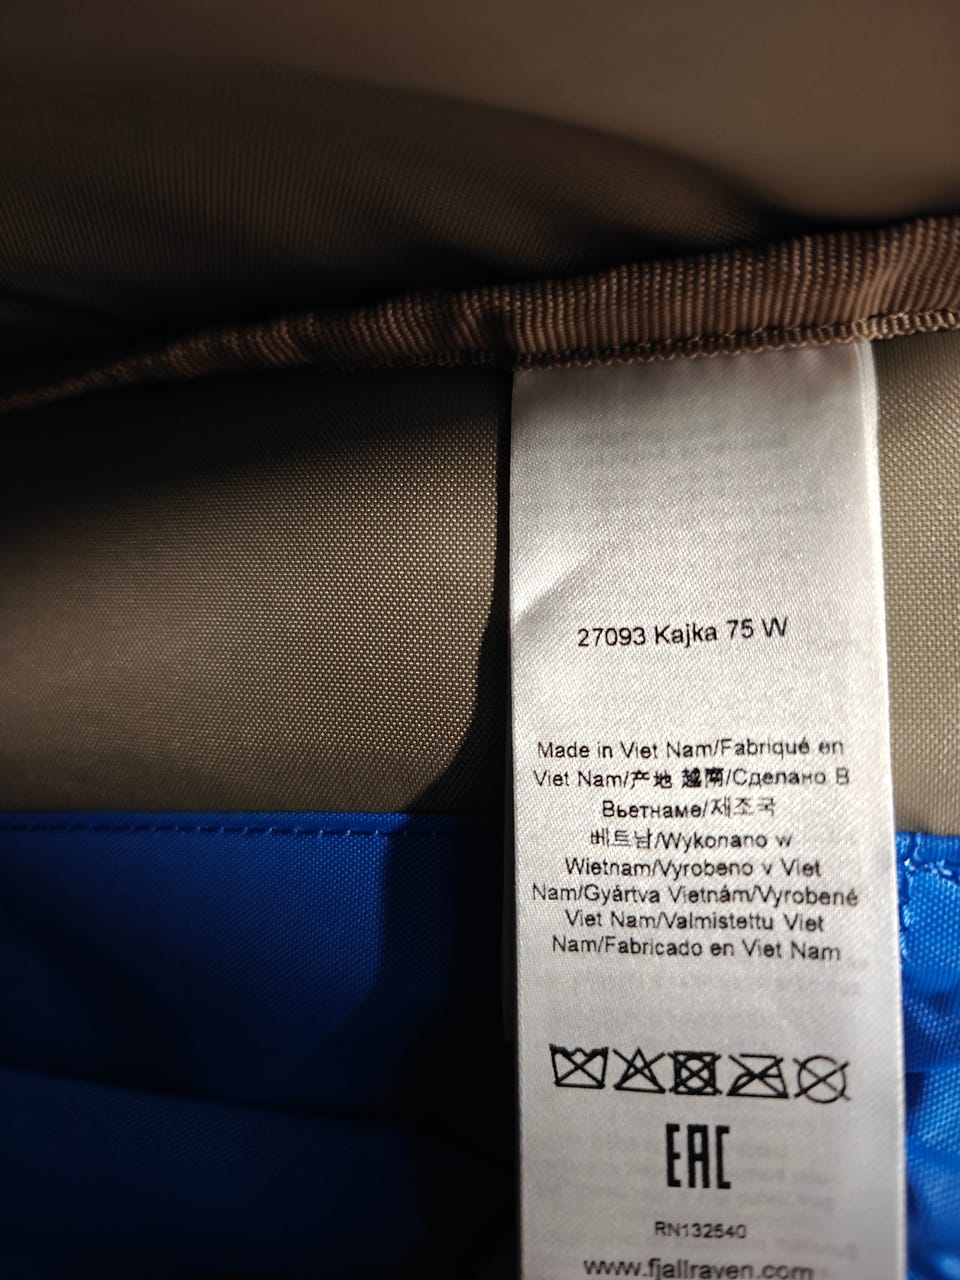 27093 Kajka 75 W
Made in Viet Nam/Fabriqué en
Viet Nam/产地 越南/Сделано В
Вьетнаме/제조국
베트남/Wykonano w
Wietnam/Vyrobeno v Viet
Nam/Gyártva Vietnám/Vyrobené
Viet Nam/Valmistettu Viet
Nam/Fabricado en Viet Nam
EAC
RN132540
www.fjallraven.com